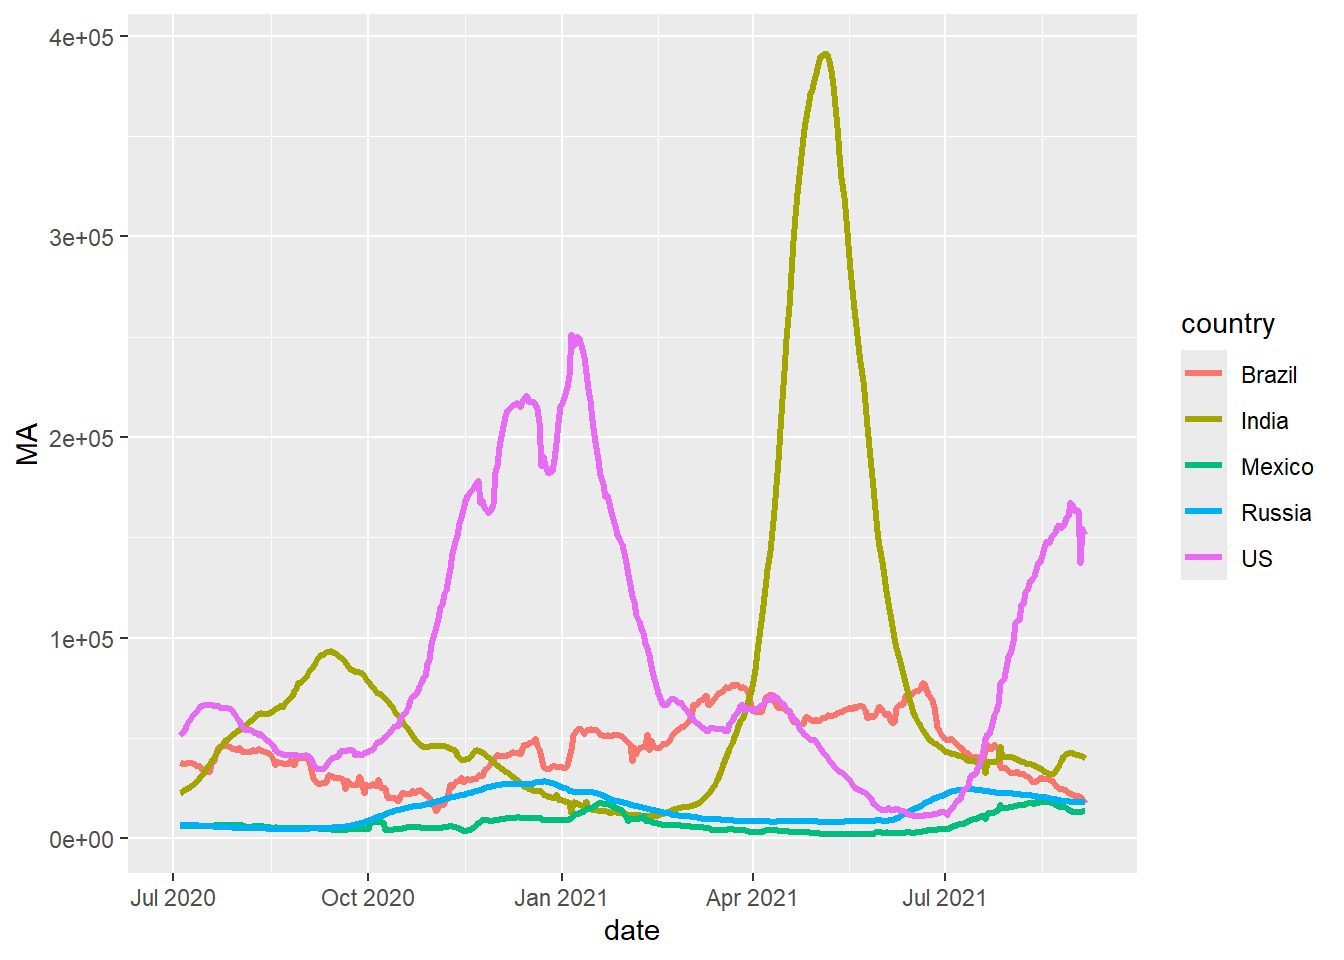 4e+05
3e+05
2e+05
1e+05
0e+00
MA
Jul 2020
Oct 2020
Jan 2021
Apr 2021
Jul 2021
date
country
Brazil
India
Mexico
Russia
US